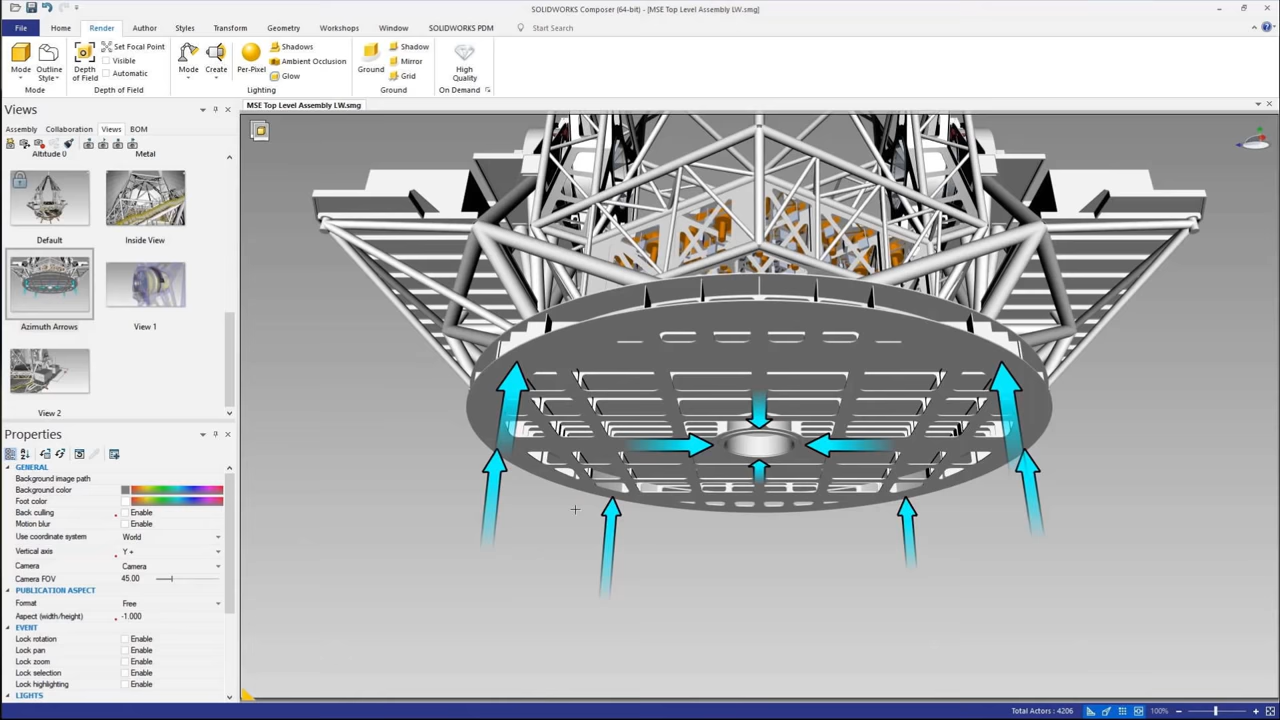 SOLIDWORKS Composer (64-bit) - [MSE Top Level Assembly LW.smg]
File Home Render Author Styles Transform Geometry Workshops Window SOLIDWORKS PDM Start Search
Mode Outline Style Depth of Field Set Focal Point Visible Automatic Mode Create Per-Pixel Shadows Ambient Occlusion Glow Ground Shadow Mirror Grid High Quality
Mode Depth of Field Lighting Ground On Demand
Views
MSE Top Level Assembly LW.smg
Assembly Collaboration Views BOM
Altitude 0 Metal
Default Inside View
Azimuth Arrows View 1
View 2
Properties
GENERAL
Background image path
Background color
Foot color
Back culling Enable
Motion blur Enable
Use coordinate system World
Vertical axis Y +
Camera Camera
Camera FOV 45.00
PUBLICATION ASPECT
Format Free
Aspect (width/height) -1.000
EVENT
Lock rotation Enable
Lock pan Enable
Lock zoom Enable
Lock selection Enable
Lock highlighting Enable
LIGHTS
Total Actors : 4206 100%